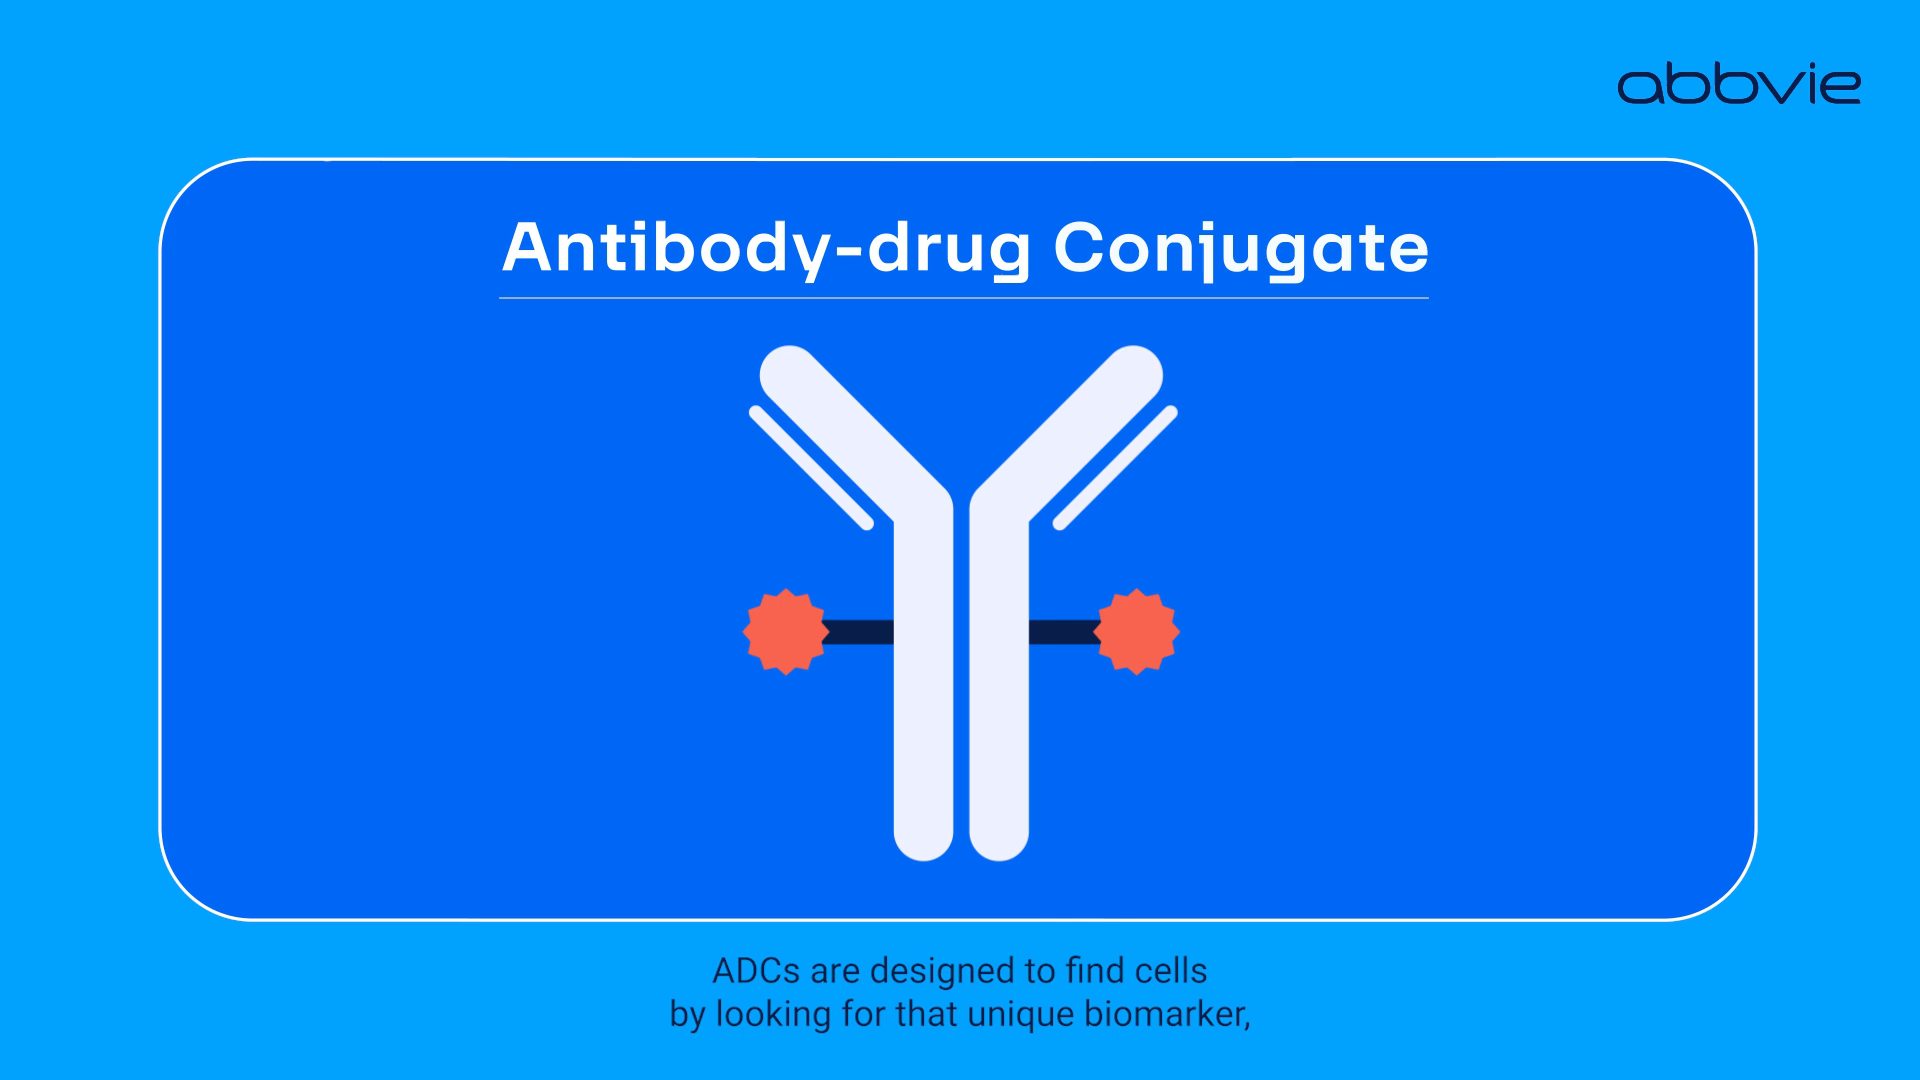 abbvie
Antibody-drug Conjugate
ADCs are designed to find cells
by looking for that unique biomarker,